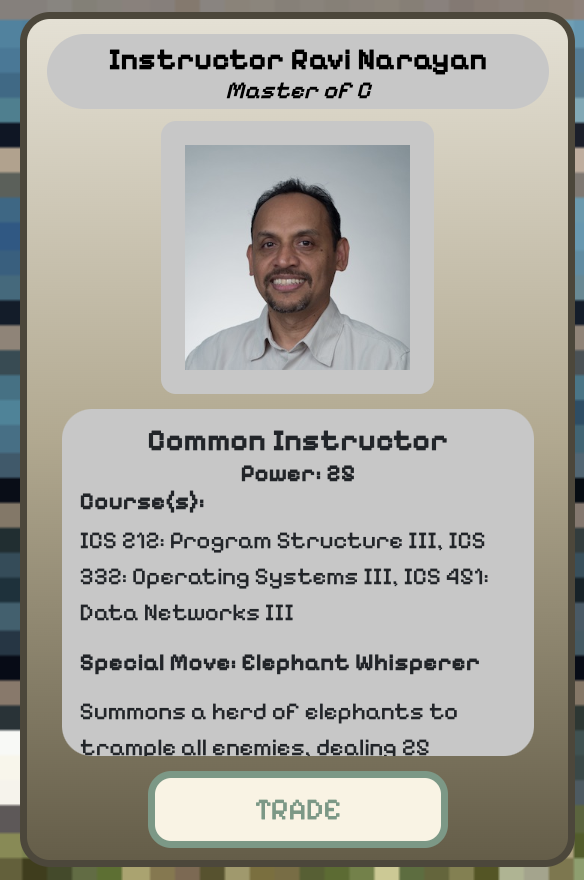 Instructor Ravi Narayan
Master of C
Common Instructor
Power: 25
Course(s):
ICS 212: Program Structure III, ICS
332: Operating Systems III, ICS 451:
Data Networks III
Special Move: Elephant Whisperer
Summons a herd of elephants to
trample all enemies, dealing 25
TRADE